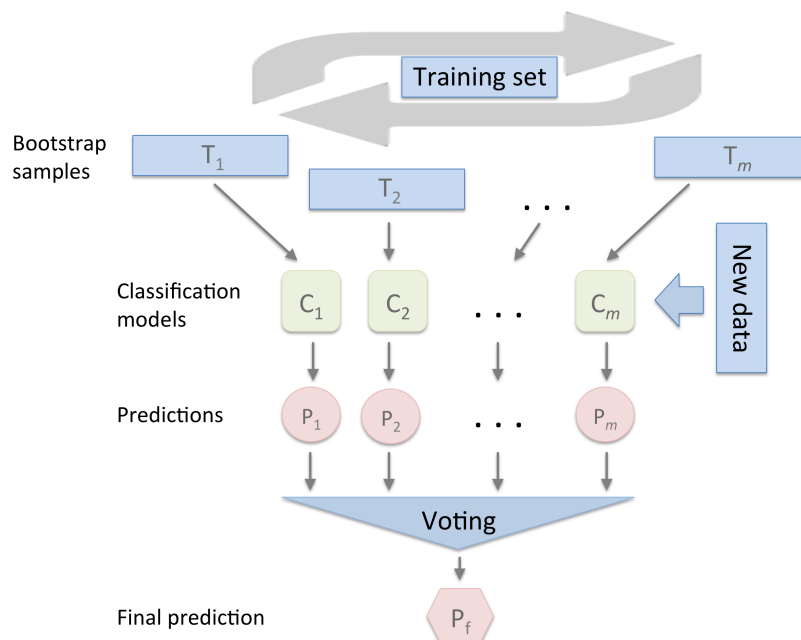 Training set
Bootstrap
samples
T₁
T₂
. . .
Tₘ
New data
Classification
models
C₁
C₂
. . .
Cₘ
Predictions
P₁
P₂
. . .
Pₘ
Voting
Final prediction
P_f